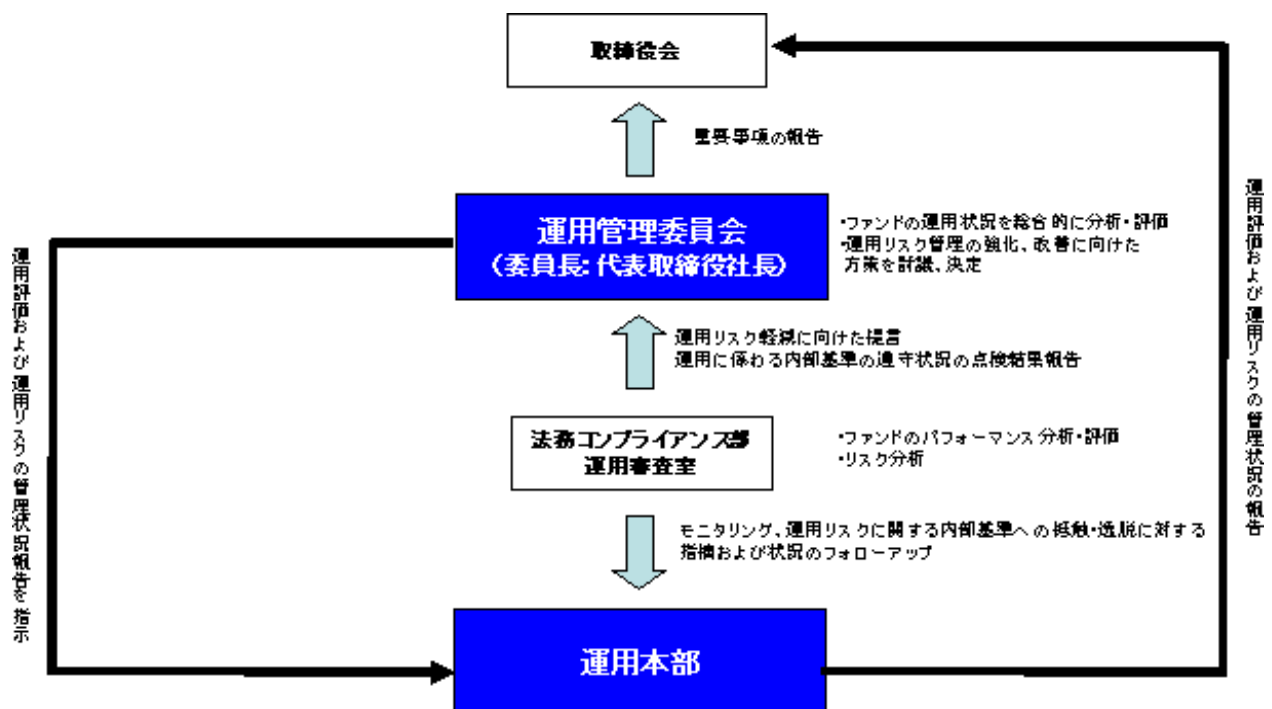 取締役会
重要事項の報告
運用管理委員会
(委員長: 代表取締役社長)
・ファンドの運用状況を総合的に分析・評価
・運用リスク管理の強化、改善に向けた
方策を討議、決定
運用リスク軽減に向けた提言
運用に係わる内部基準の遵守状況の点検結果報告
法務コンプライアンス部
運用審査室
・ファンドのパフォーマンス分析・評価
・リスク分析
モニタリング、運用リスクに関する内部基準への抵触・逸脱に対する
指摘および状況のフォローアップ
運用本部
運用評価および運用リスクの管理状況報告を指示
運用評価および運用リスクの管理状況の報告